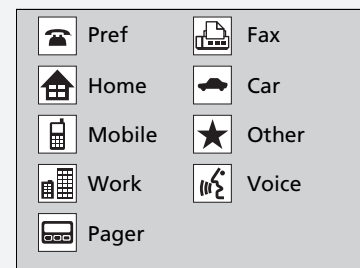 Pref Fax
Home Car
Mobile Other
Work Voice
Pager